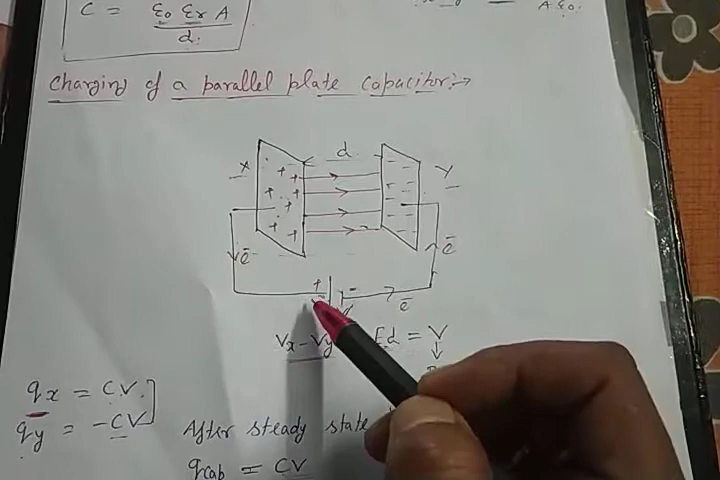 C = ε₀ εr A
d
A ε₀
Charging of a parallel plate capacitor:→
d
X
Y
ē
ē
+ -
ē
Vx - Vy Ed = V
qx = CV
qy = -CV
After steady state
qcab = CV